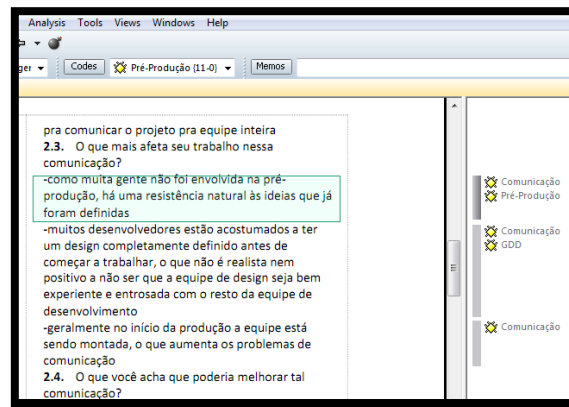 Analysis Tools Views Windows Help
Codes Pré-Produção {11-0} Memos
pra comunicar o projeto pra equipe inteira
2.3. O que mais afeta seu trabalho nessa
comunicação?
-como muita gente não foi envolvida na pré-
produção, há uma resistência natural às ideias que já
foram definidas
-muitos desenvolvedores estão acostumados a ter
um design completamente definido antes de
começar a trabalhar, o que não é realista nem
positivo a não ser que a equipe de design seja bem
experiente e entrosada com o resto da equipe de
desenvolvimento
-geralmente no início da produção a equipe está
sendo montada, o que aumenta os problemas de
comunicação
2.4. O que você acha que poderia melhorar tal
comunicação?
Comunicação
Pré-Produção
Comunicação
GDD
Comunicação